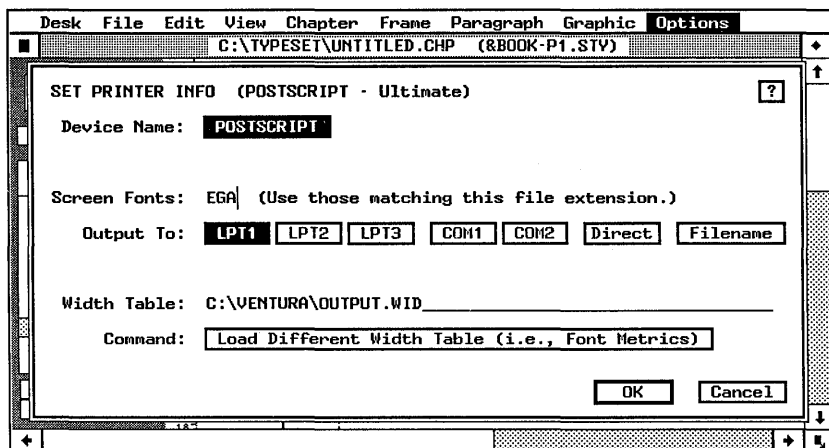 Desk File Edit View Chapter Frame Paragraph Graphic Options
C:\TYPESET\UNTITLED.CHP (&BOOK-P1.STY)
SET PRINTER INFO (POSTSCRIPT - Ultimate) ?
Device Name: POSTSCRIPT
Screen Fonts: EGA (Use those matching this file extension.)
Output To: LPT1 LPT2 LPT3 COM1 COM2 Direct Filename
Width Table: C:\VENTURA\OUTPUT.WID
Command: Load Different Width Table (i.e., Font Metrics)
OK Cancel